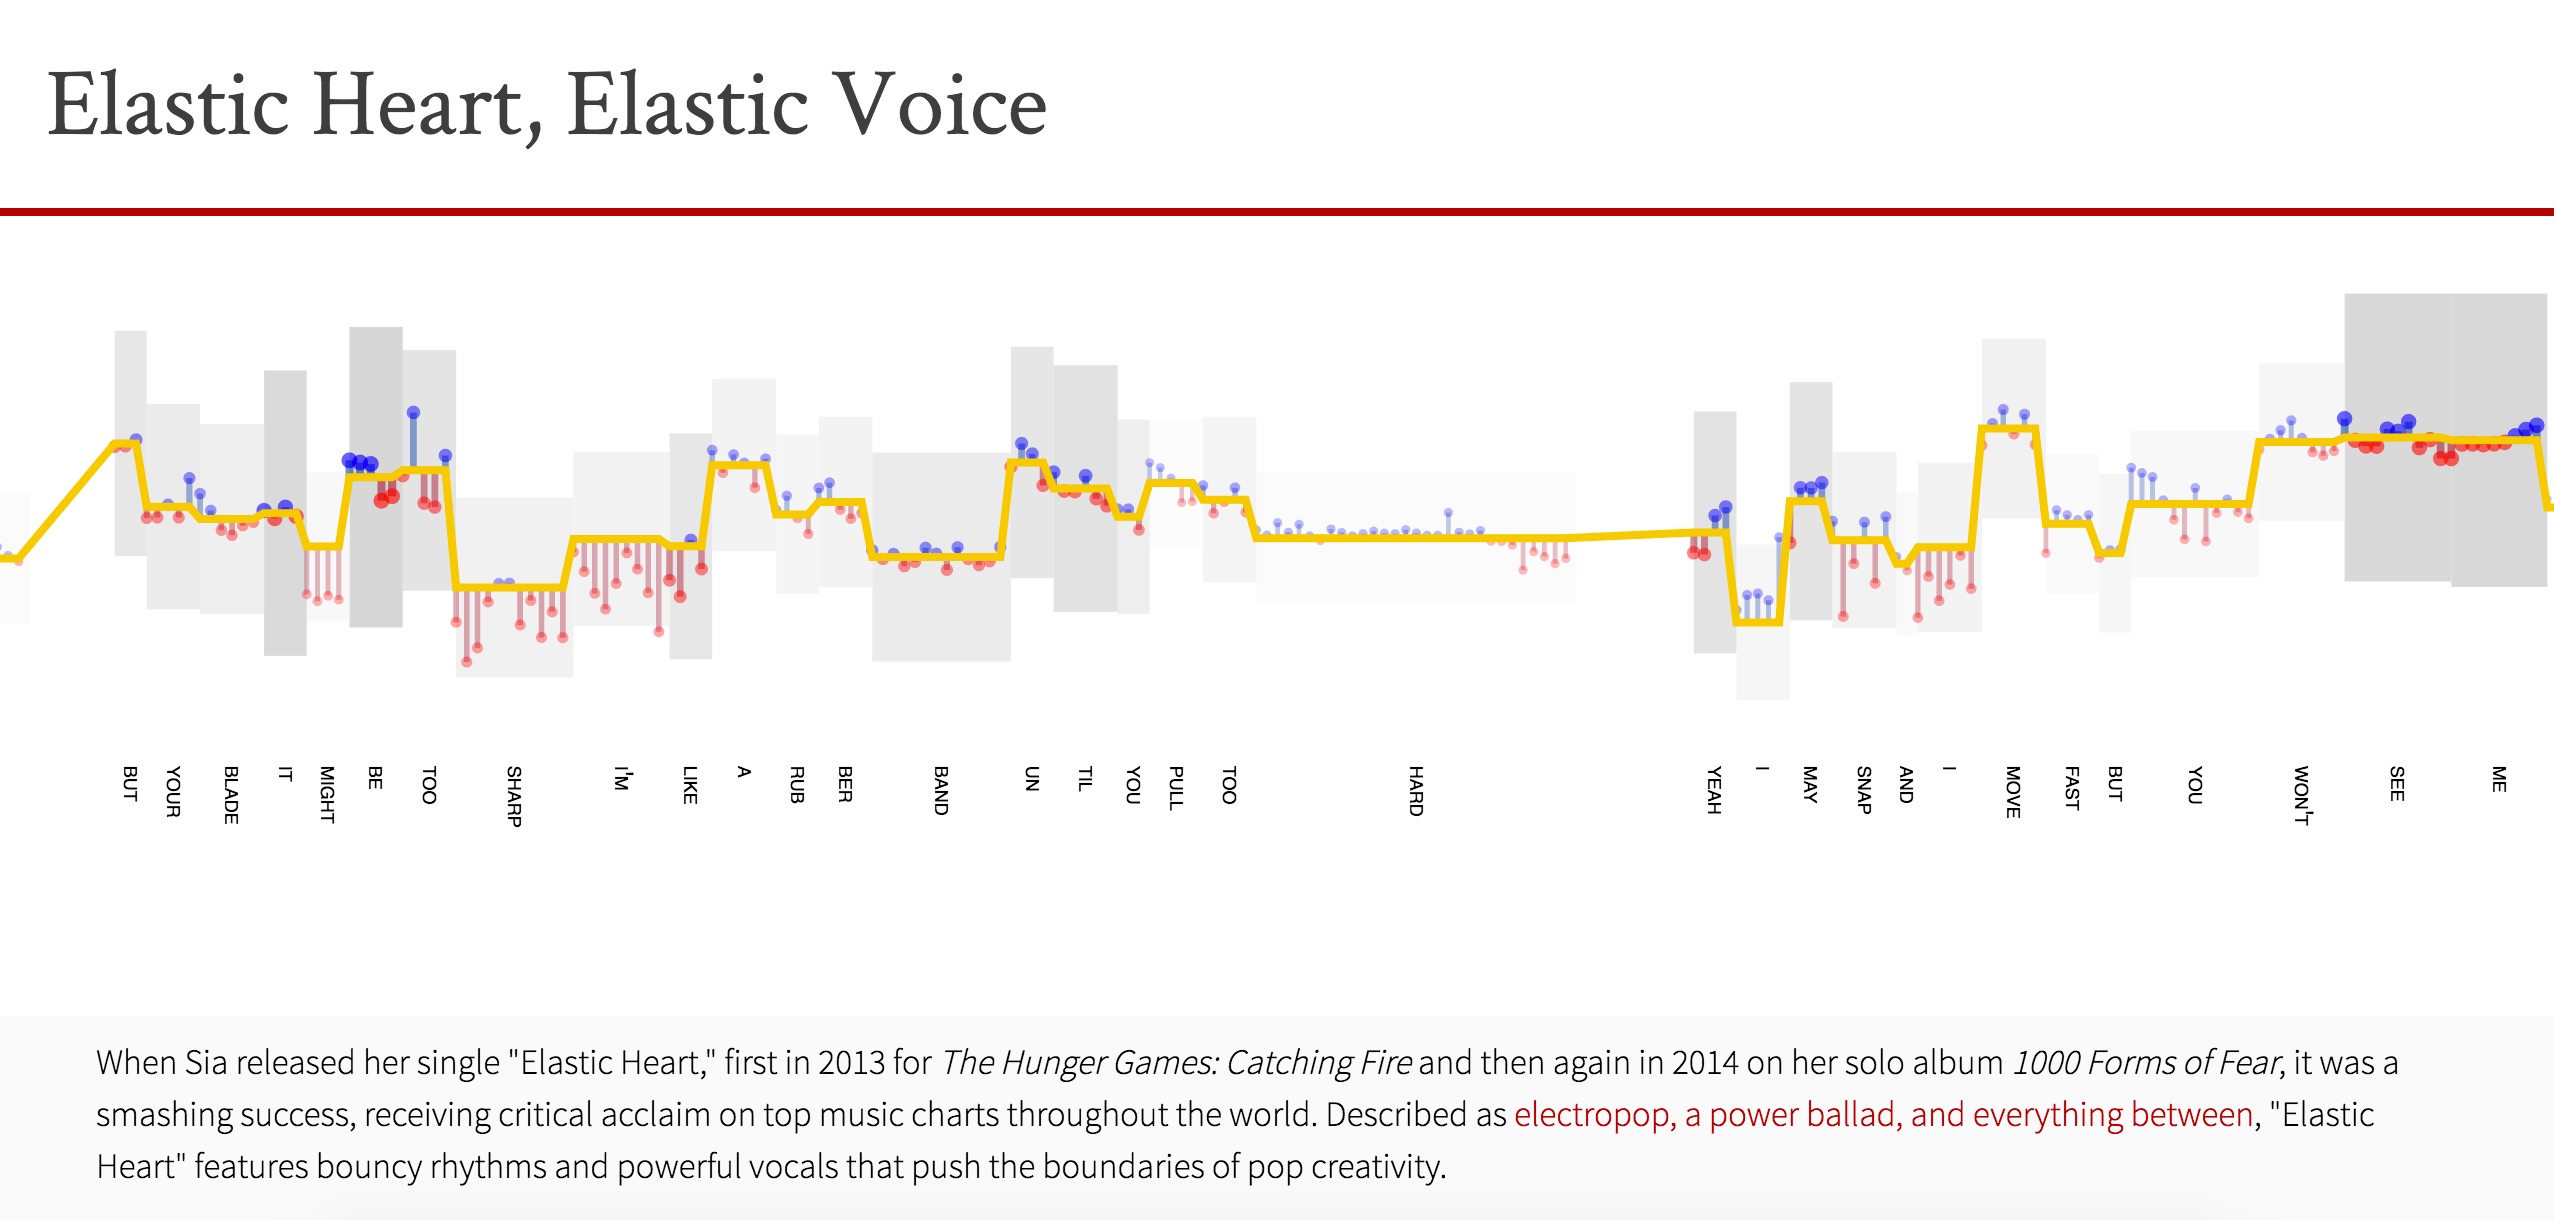 Elastic Heart, Elastic Voice
BUT YOUR BLADE IT MIGHT BE TOO SHARP I'M LIKE A RUB BER BAND UN TIL YOU PULL TOO HARD YEAH I MAY SNAP AND I MOVE FAST BUT YOU WON'T SEE ME
When Sia released her single "Elastic Heart," first in 2013 for The Hunger Games: Catching Fire and then again in 2014 on her solo album 1000 Forms of Fear, it was a
smashing success, receiving critical acclaim on top music charts throughout the world. Described as electropop, a power ballad, and everything between, "Elastic
Heart" features bouncy rhythms and powerful vocals that push the boundaries of pop creativity.